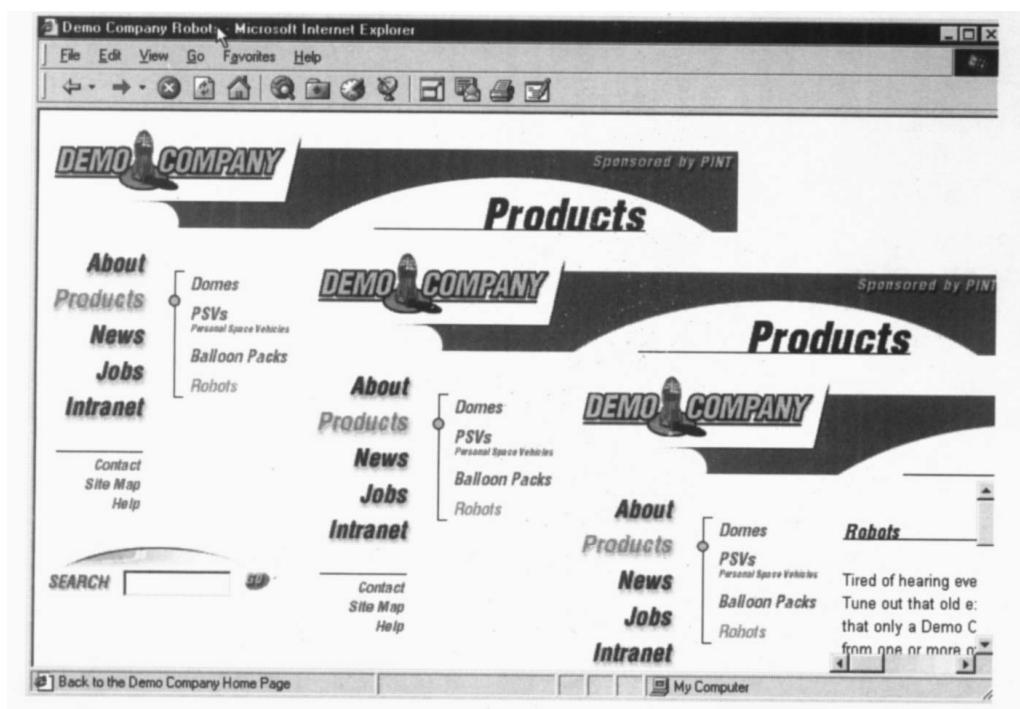 Demo Company Robots - Microsoft Internet Explorer
File Edit View Go Favorites Help
DEMO COMPANY
Sponsored by PINT
Products
About
Products
News
Jobs
Intranet
Domes
PSVs
Personal Space Vehicles
Balloon Packs
Robots
Contact
Site Map
Help
SEARCH
DEMO COMPANY
Sponsored by PINT
Products
About
Products
News
Jobs
Intranet
Domes
PSVs
Personal Space Vehicles
Balloon Packs
Robots
Contact
Site Map
Help
DEMO COMPANY
About
Products
News
Jobs
Intranet
Domes
PSVs
Personal Space Vehicles
Balloon Packs
Robots
Robots
Tired of hearing eve
Tune out that old e
that only a Demo C
from one or more
Back to the Demo Company Home Page
My Computer